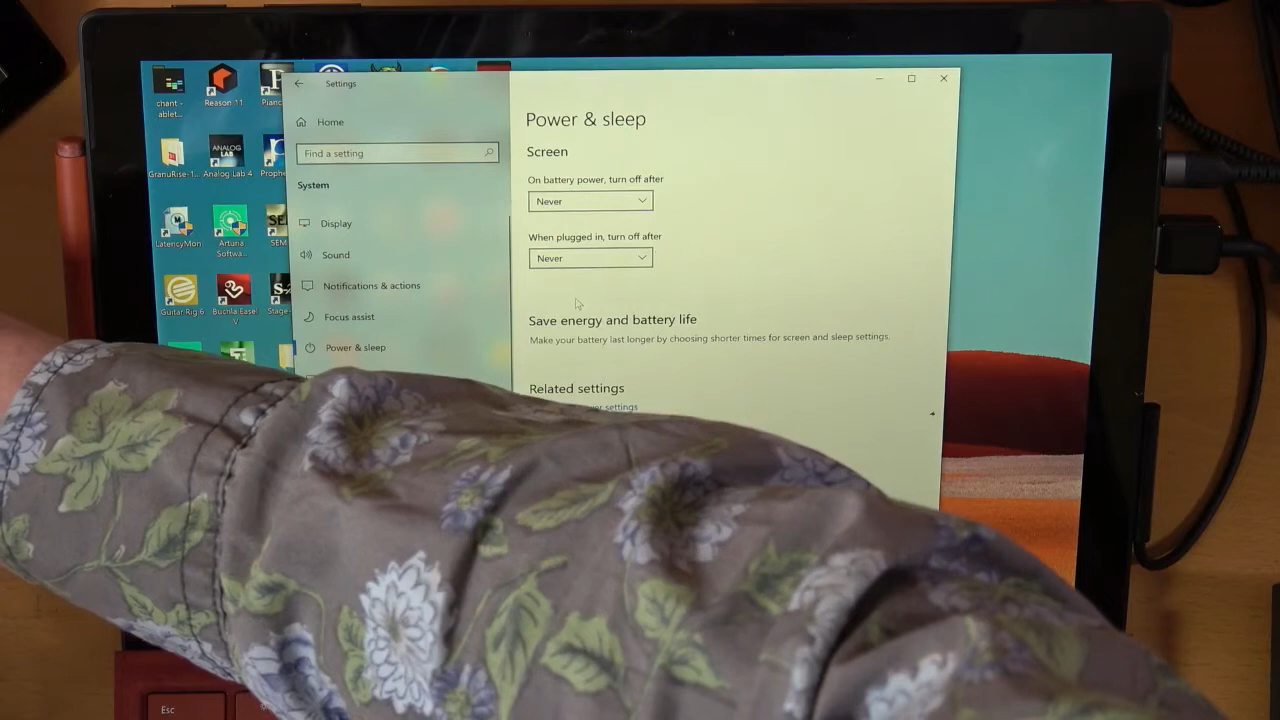 chant -
ablet...
Reason 11
Settings
Home
Find a setting
System
Display
Sound
Notifications & actions
Focus assist
Power & sleep
Power & sleep
Screen
On battery power, turn off after
Never
When plugged in, turn off after
Never
Save energy and battery life
Make your battery last longer by choosing shorter times for screen and sleep settings.
Related settings
settings
GranuRise-1...
ANALOG
LAB
Analog Lab 4
Prophe
LatencyMon
Arturia
Softwa...
SEM
Guitar Rig 6
Buchla Easel
V
Stage-
Esc